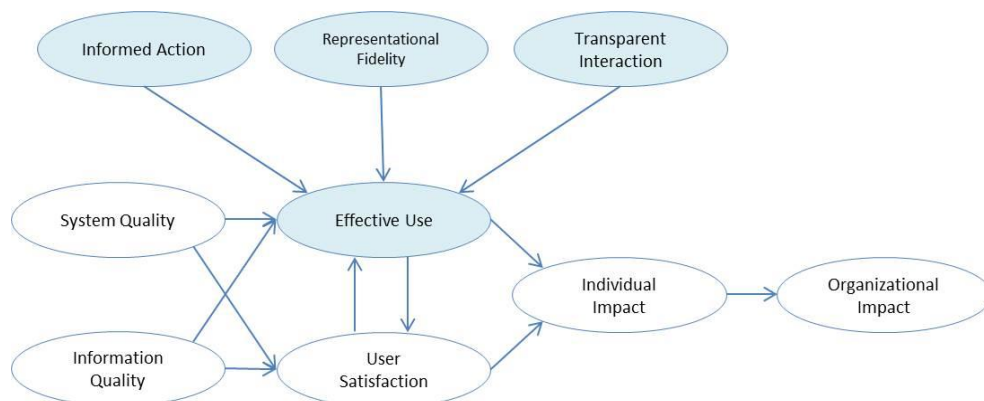 Informed Action
Representational
Fidelity
Transparent
Interaction
System Quality
Effective Use
Individual
Impact
Organizational
Impact
Information
Quality
User
Satisfaction